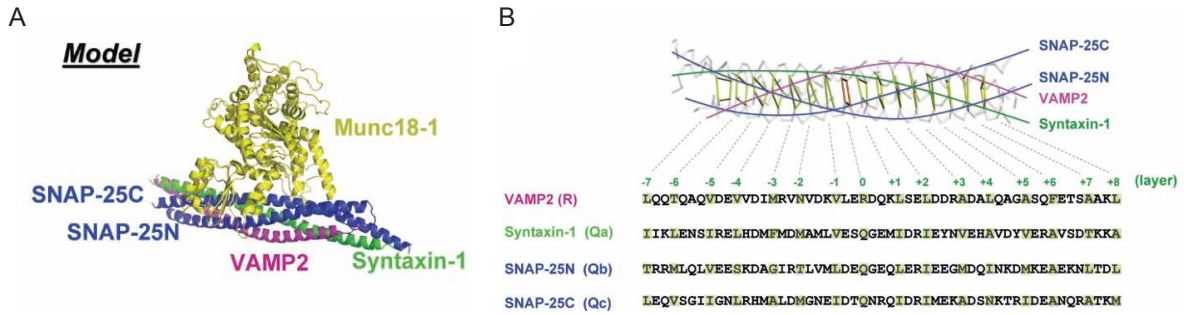 A
Model
Munc18-1
SNAP-25C
SNAP-25N
VAMP2
Syntaxin-1
B
SNAP-25C
SNAP-25N
VAMP2
Syntaxin-1
-7 -6 -5 -4 -3 -2 -1 0 +1 +2 +3 +4 +5 +6 +7 +8 (layer)
VAMP2 (R) LQQTQAQVDEVVDIMRVNVDKVLERDQKLSELDDRADALQAGASQFETSAAKL
Syntaxin-1 (Qa) IIKLENSIRELHDMFMDMAMLVESQGEMIDRIEYNVEHAVDYVERAVSDTKKA
SNAP-25N (Qb) TRRMLQLVEESKDAGIRTLVMLDEQGEQLERIEEGMDQINKDMKEAEKNLTDL
SNAP-25C (Qc) LEQVSGIIGNLRHMALDMGNEIDTQNRQIDRIMEKADSNKTRIDEANQRATKM